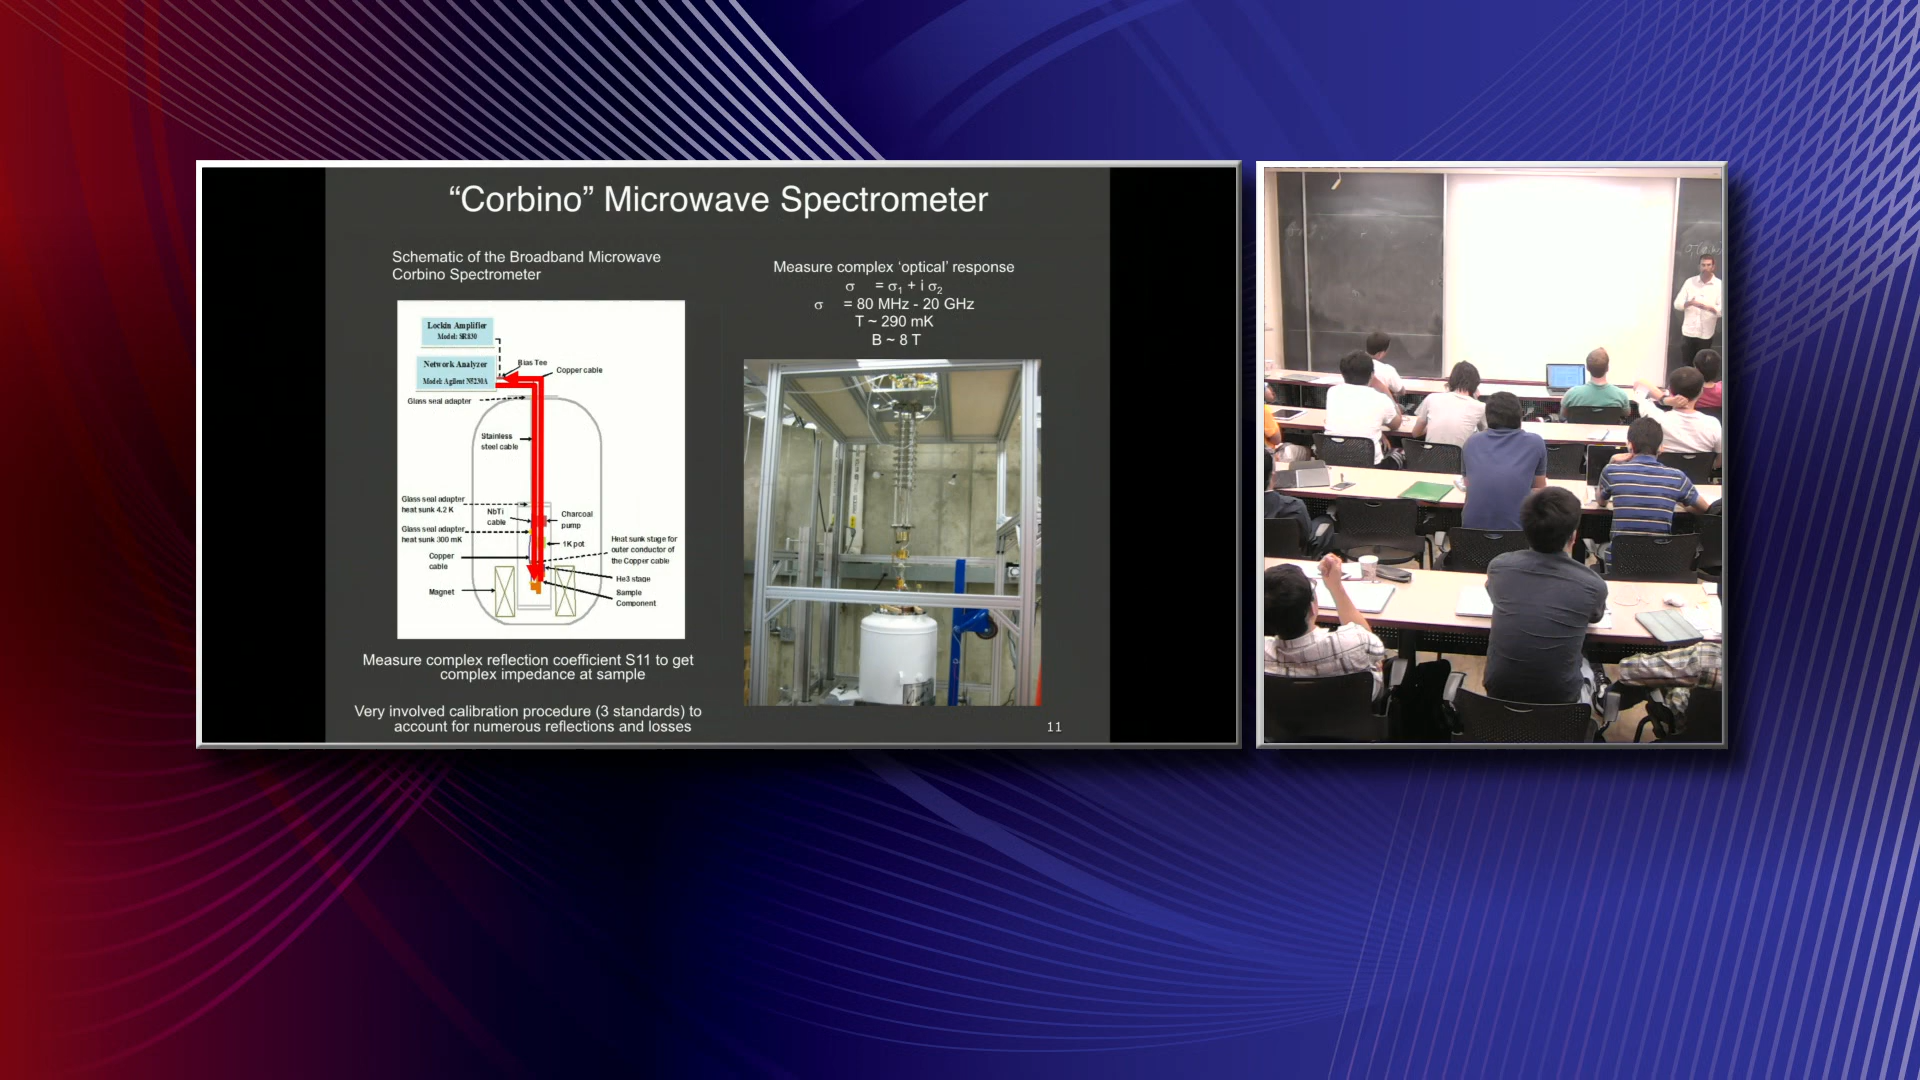 “Corbino” Microwave Spectrometer
Schematic of the Broadband Microwave
Corbino Spectrometer
Lockin Amplifier
Model: SR830
Network Analyzer
Model: Agilent N5230A
Bias Tee
Copper cable
Glass seal adapter
Stainless
steel cable
Glass seal adapter
heat sunk 4.2 K
NbTi
cable
Charcoal
pump
Glass seal adapter
heat sunk 300 mK
1K pot
Heat sunk stage for
outer conductor of
the Copper cable
Copper
cable
He3 stage
Magnet
Sample
Component
Measure complex reflection coefficient S11 to get
complex impedance at sample
Very involved calibration procedure (3 standards) to
account for numerous reflections and losses
Measure complex ‘optical’ response
σ = σ1 + i σ2
σ = 80 MHz - 20 GHz
T ~ 290 mK
B ~ 8 T
11